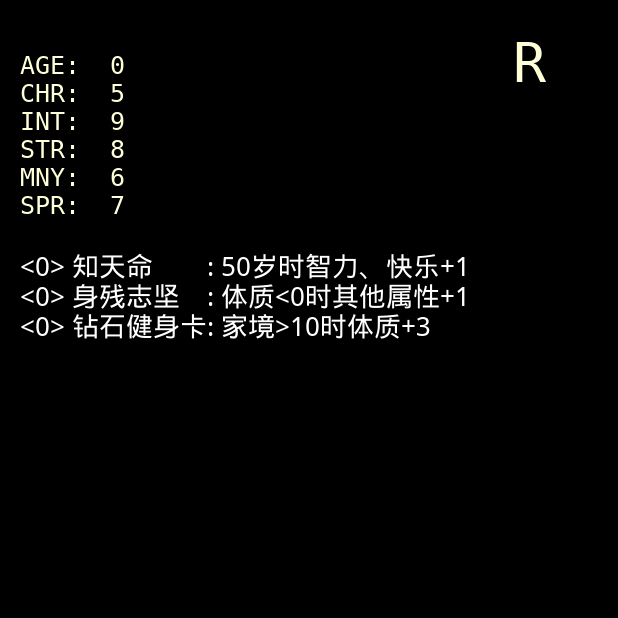 R
AGE: 0
CHR: 5
INT: 9
STR: 8
MNY: 6
SPR: 7
<0> 知天命 : 50岁时智力、快乐+1
<0> 身残志坚 : 体质<0时其他属性+1
<0> 钻石健身卡: 家境>10时体质+3